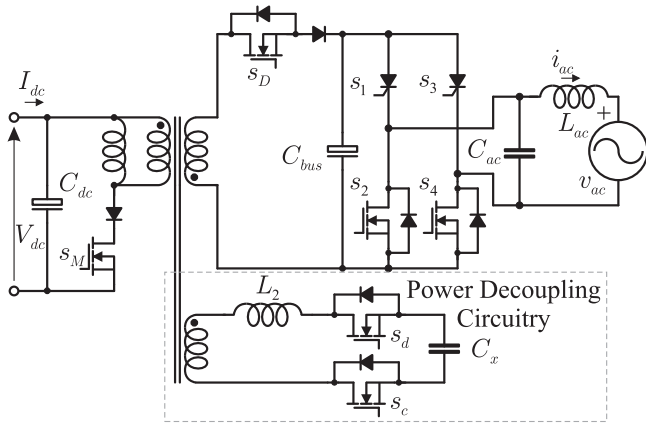 I_dc
s_D
s_1
s_3
i_ac
L_ac
+
C_dc
C_bus
C_ac
v_ac
V_dc
s_M
s_2
s_4
L_2
Power Decoupling
Circuitry
s_d
C_x
s_c